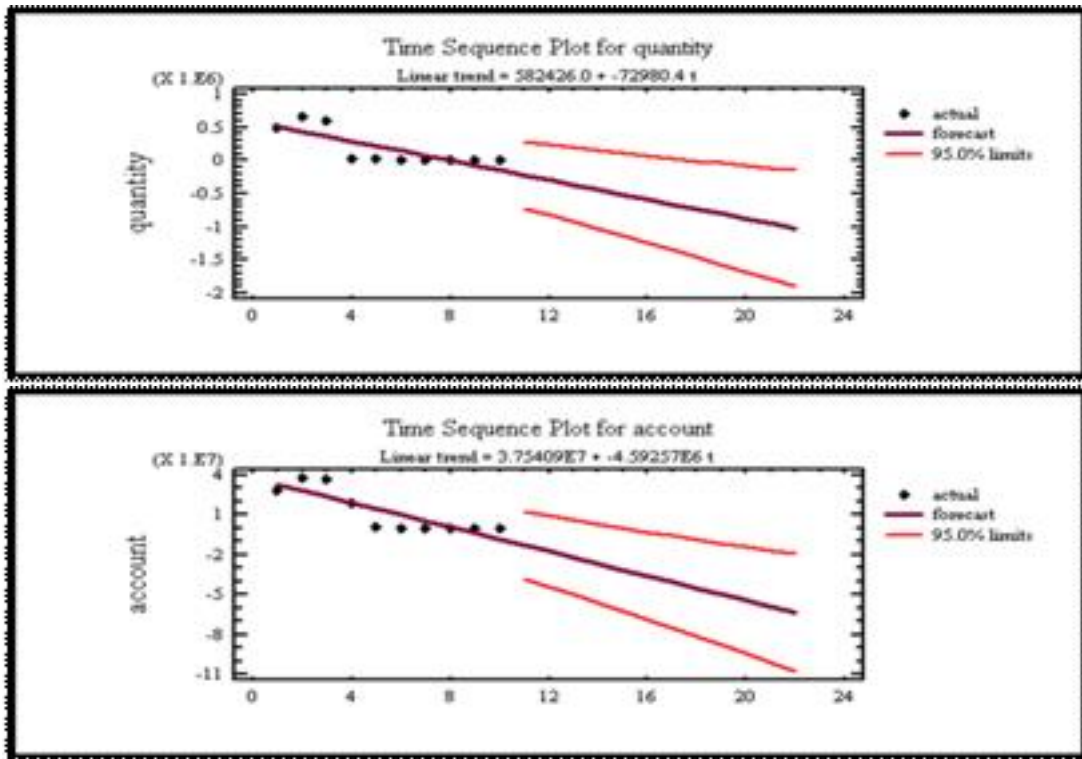 Time Sequence Plot for quantity
Linear trend = 582426.0 + -72980.4 t
(X 1.E6)
1
0.5
0
-0.5
-1
-1.5
-2
quantity
0 4 8 12 16 20 24
actual
forecast
95.0% limits
Time Sequence Plot for account
Linear trend = 3.75409E7 + -4.59257E6 t
(X 1.E7)
4
1
-2
-5
-8
-11
account
0 4 8 12 16 20 24
actual
forecast
95.0% limits